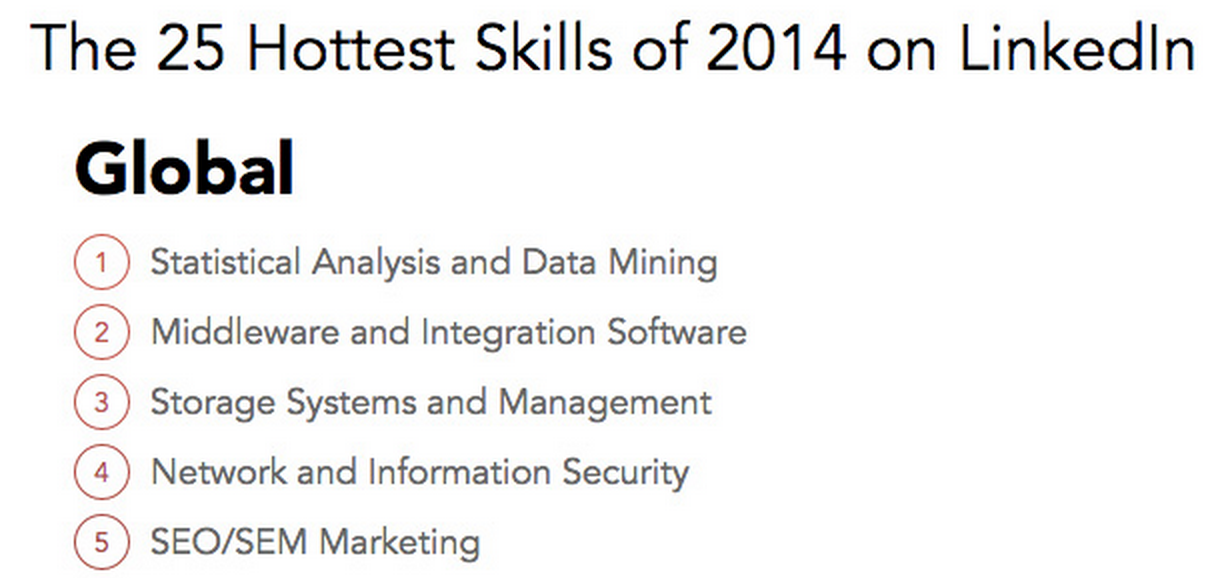 The 25 Hottest Skills of 2014 on LinkedIn
Global
1 Statistical Analysis and Data Mining
2 Middleware and Integration Software
3 Storage Systems and Management
4 Network and Information Security
5 SEO/SEM Marketing